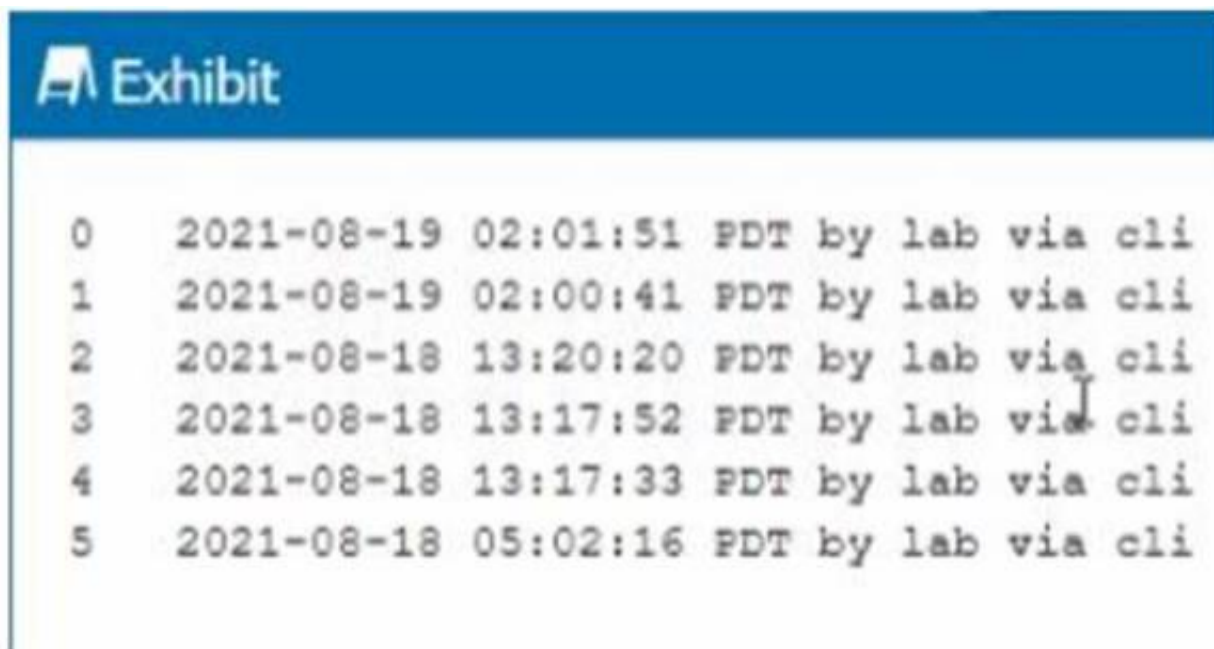 Exhibit
0 2021-08-19 02:01:51 PDT by lab via cli
1 2021-08-19 02:00:41 PDT by lab via cli
2 2021-08-18 13:20:20 PDT by lab via cli
3 2021-08-18 13:17:52 PDT by lab via cli
4 2021-08-18 13:17:33 PDT by lab via cli
5 2021-08-18 05:02:16 PDT by lab via cli